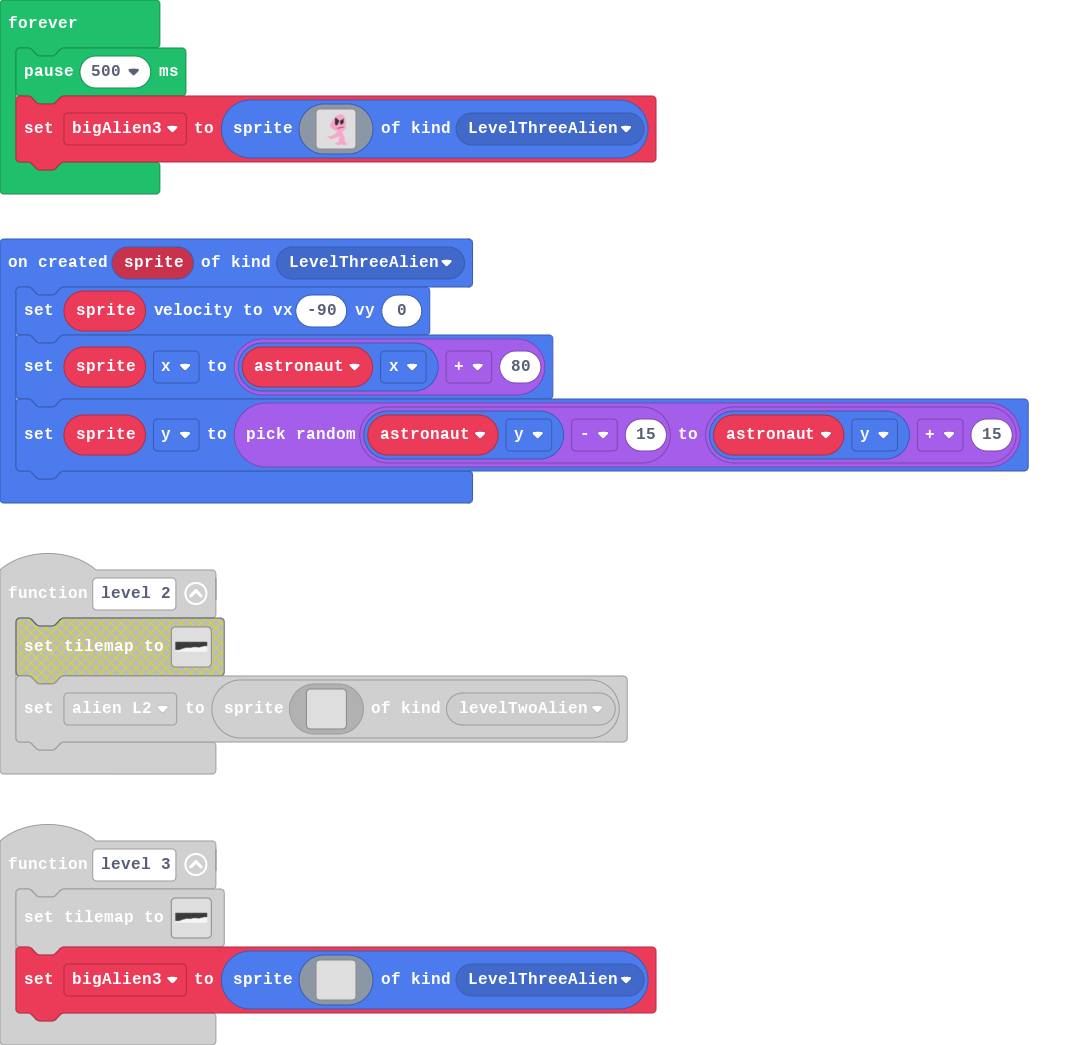 forever
pause 500 ms
set bigAlien3 to sprite of kind LevelThreeAlien
on created sprite of kind LevelThreeAlien
set sprite velocity to vx -90 vy 0
set sprite x to astronaut x + 80
set sprite y to pick random astronaut y - 15 to astronaut y + 15
function level 2
set tilemap to
set alien L2 to sprite of kind levelTwoAlien
function level 3
set tilemap to
set bigAlien3 to sprite of kind LevelThreeAlien